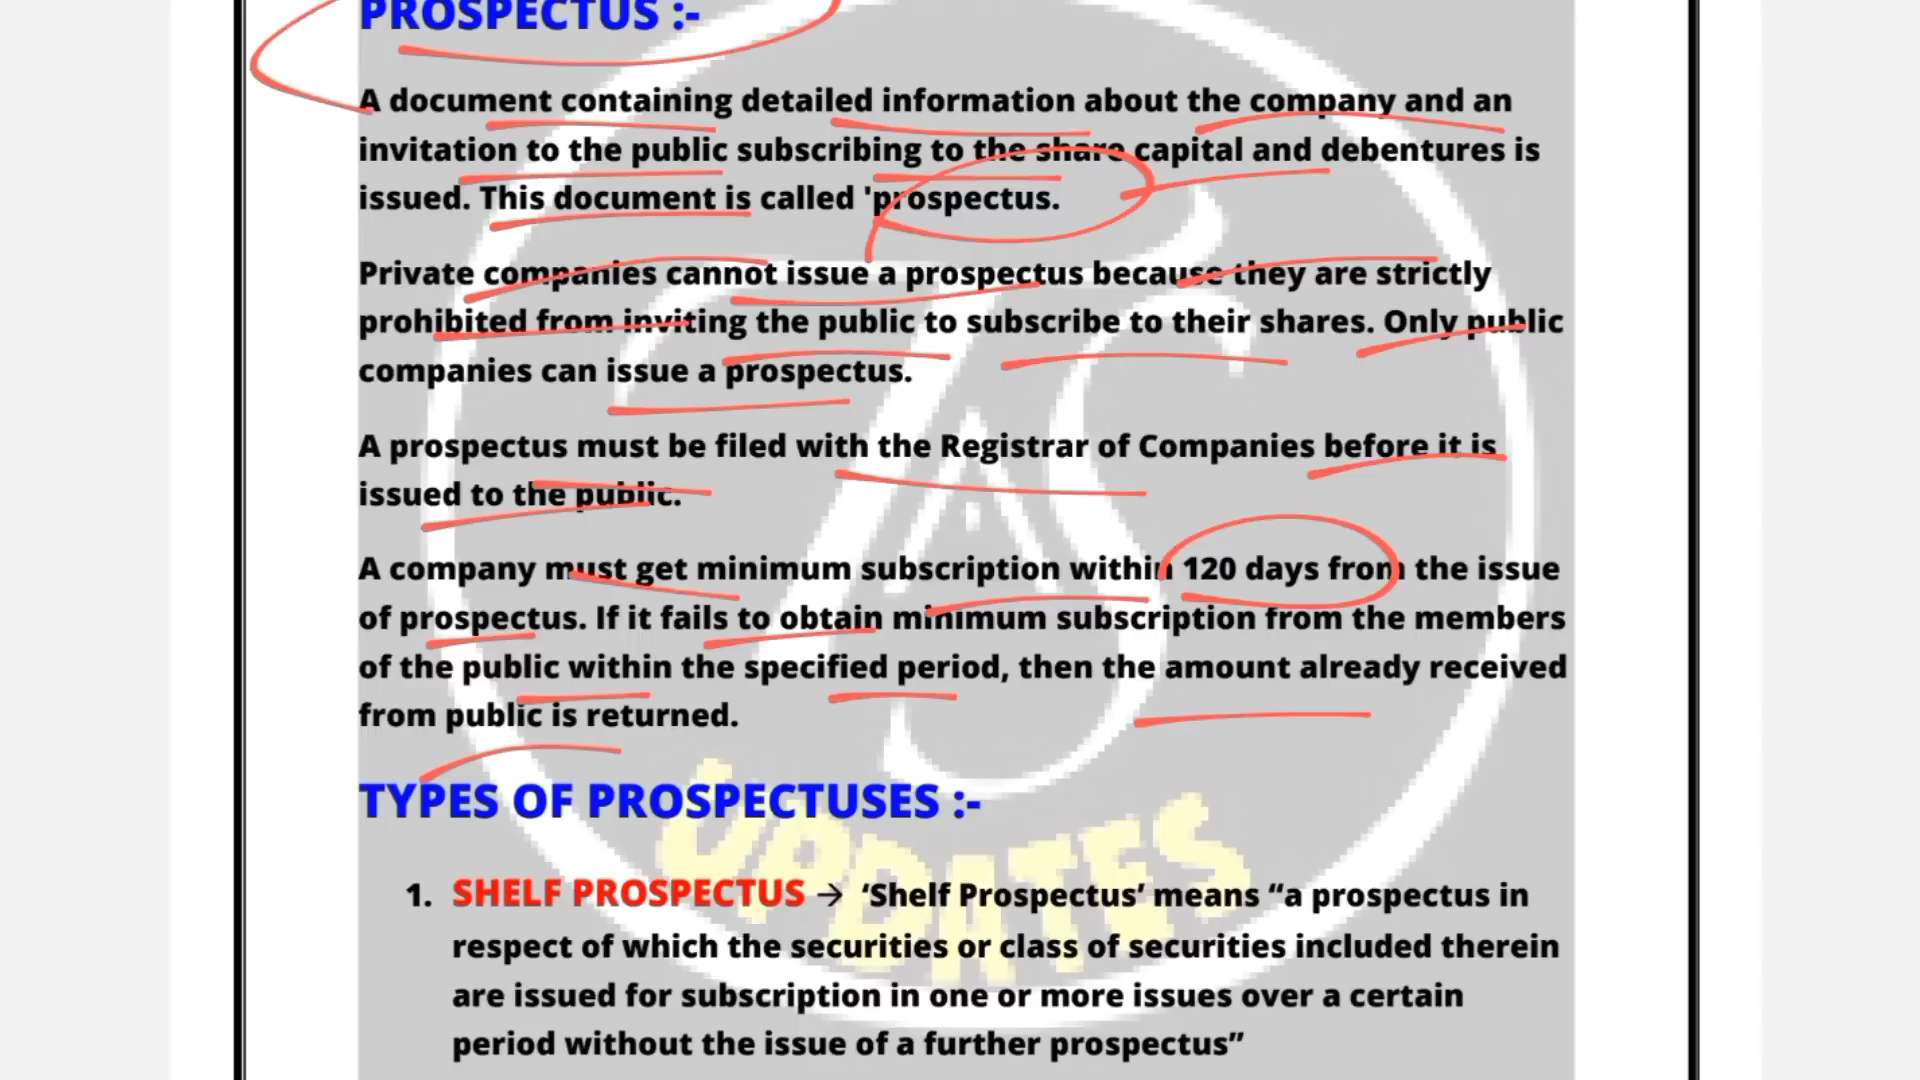 PROSPECTUS :-
A document containing detailed information about the company and an
invitation to the public subscribing to the share capital and debentures is
issued. This document is called 'prospectus.
Private companies cannot issue a prospectus because they are strictly
prohibited from inviting the public to subscribe to their shares. Only public
companies can issue a prospectus.
A prospectus must be filed with the Registrar of Companies before it is
issued to the public.
A company must get minimum subscription within 120 days from the issue
of prospectus. If it fails to obtain minimum subscription from the members
of the public within the specified period, then the amount already received
from public is returned.
TYPES OF PROSPECTUSES :-
UPDATES
1. SHELF PROSPECTUS → ‘Shelf Prospectus’ means “a prospectus in
respect of which the securities or class of securities included therein
are issued for subscription in one or more issues over a certain
period without the issue of a further prospectus”